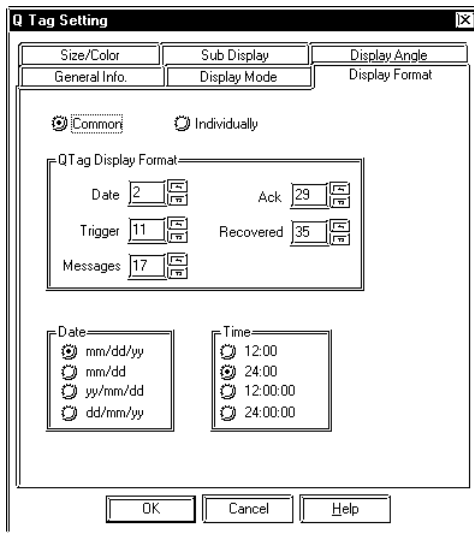 Q Tag Setting
Size/Color Sub Display Display Angle
General Info. Display Mode Display Format
Common Individually
QTag Display Format
Date 2 Ack 29
Trigger 11 Recovered 35
Messages 17
Date Time
mm/dd/yy 12:00
mm/dd 24:00
yy/mm/dd 12:00:00
dd/mm/yy 24:00:00
OK Cancel Help